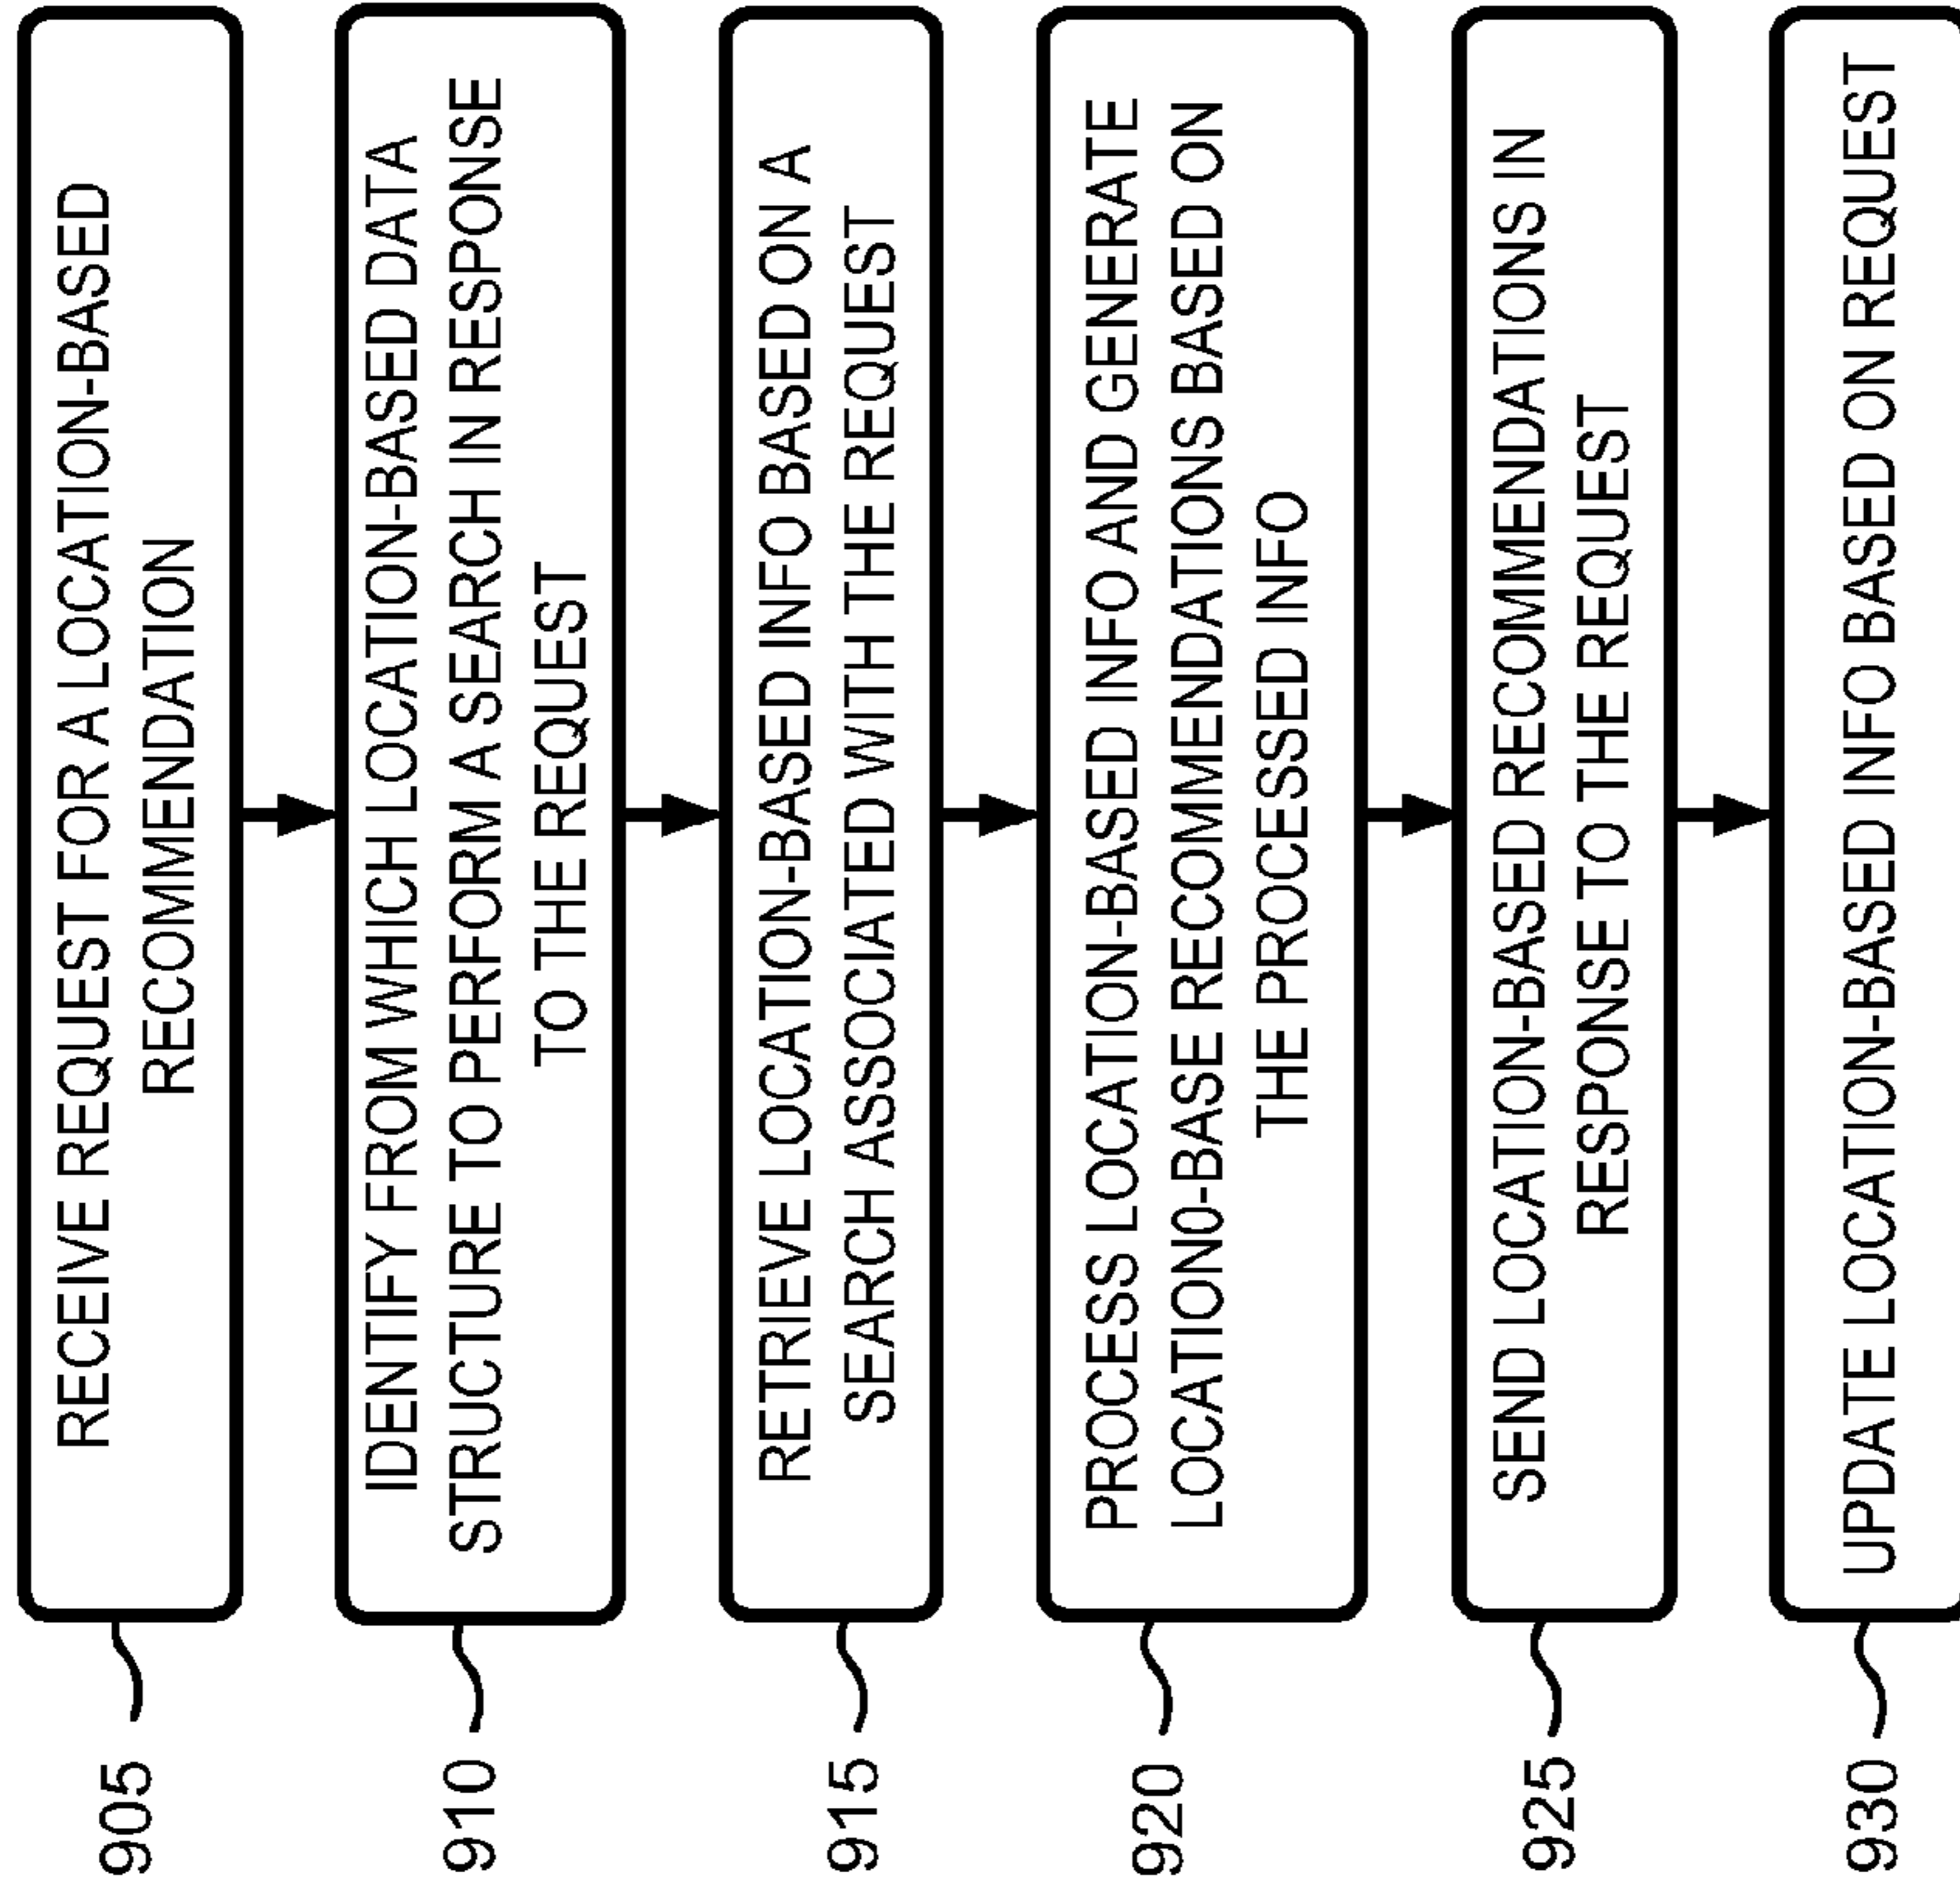 905
RECEIVE REQUEST FOR A LOCATION-BASED
RECOMMENDATION
910
IDENTIFY FROM WHICH LOCATION-BASED DATA
STRUCTURE TO PERFORM A SEARCH IN RESPONSE
TO THE REQUEST
915
RETRIEVE LOCATION-BASED INFO BASED ON A
SEARCH ASSOCIATED WITH THE REQUEST
920
PROCESS LOCATION-BASED INFO AND GENERATE
LOCATION0-BASE RECOMMENDATIONS BASED ON
THE PROCESSED INFO
925
SEND LOCATION-BASED RECOMMENDATIONS IN
RESPONSE TO THE REQUEST
930
UPDATE LOCATION-BASED INFO BASED ON REQUEST